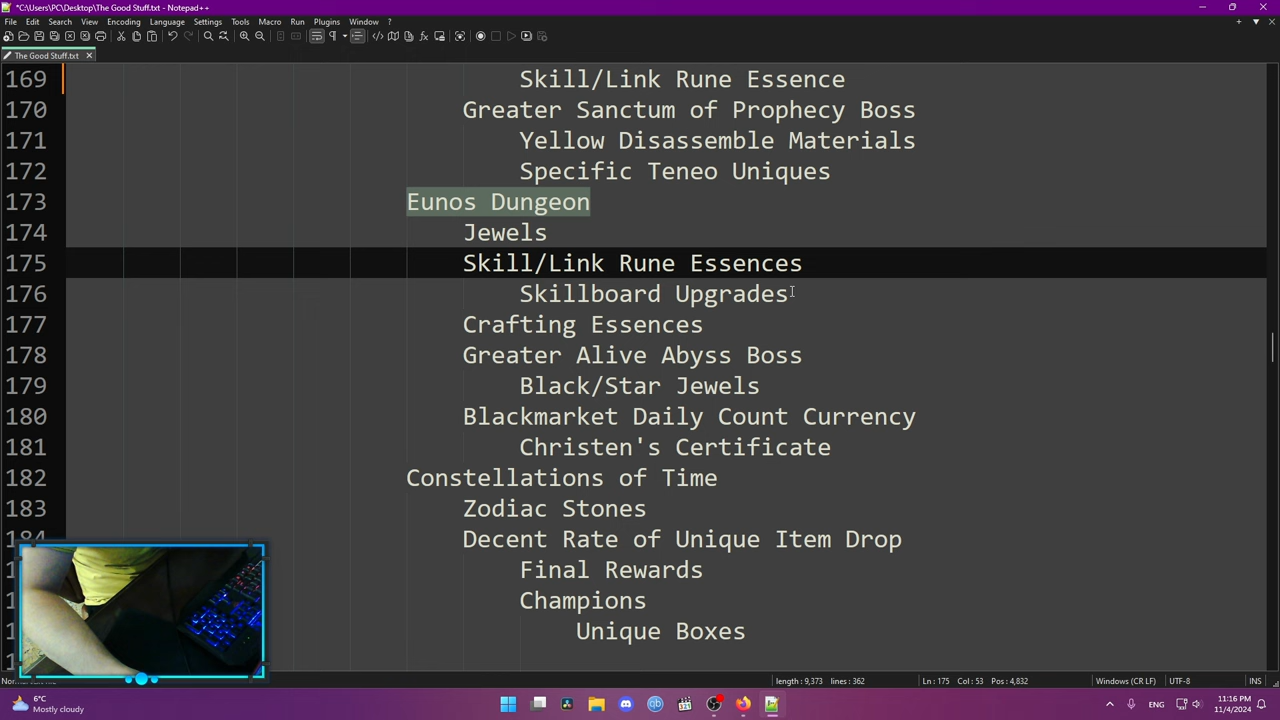 *C:\Users\PC\Desktop\The Good Stuff.txt - Notepad++
File Edit Search View Encoding Language Settings Tools Macro Run Plugins Window ?
The Good Stuff.txt
169 Skill/Link Rune Essence
170 Greater Sanctum of Prophecy Boss
171 Yellow Disassemble Materials
172 Specific Teneo Uniques
173 Eunos Dungeon
174 Jewels
175 Skill/Link Rune Essences
176 Skillboard Upgrades
177 Crafting Essences
178 Greater Alive Abyss Boss
179 Black/Star Jewels
180 Blackmarket Daily Count Currency
181 Christen's Certificate
182 Constellations of Time
183 Zodiac Stones
184 Decent Rate of Unique Item Drop
Final Rewards
Champions
Unique Boxes
length : 9,373 lines : 362 Ln : 175 Col : 53 Pos : 4,832 Windows (CR LF) UTF-8 INS
6°C
Mostly cloudy
ENG
11:16 PM
11/4/2024